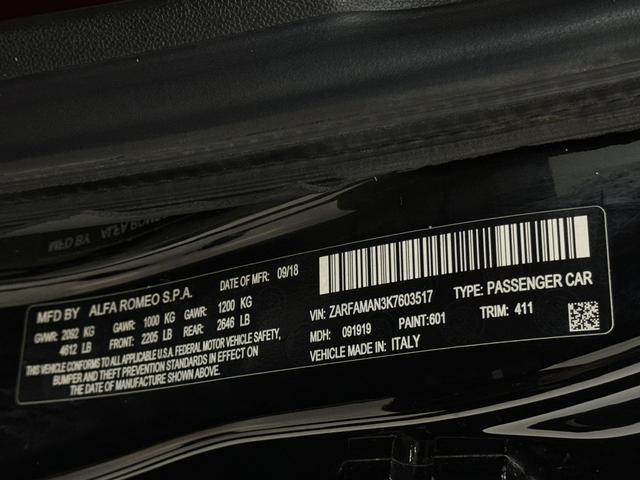 MFD BY ALFA ROMEO S.P.A. DATE OF MFR: 09/18
GVWR: 2092 KG GAWR: 1000 KG GAWR: 1200 KG
4612 LB FRONT: 2205 LB REAR: 2646 LB
THIS VEHICLE CONFORMS TO ALL APPLICABLE U.S.A. FEDERAL MOTOR VEHICLE SAFETY,
BUMPER AND THEFT PREVENTION STANDARDS IN EFFECT ON
THE DATE OF MANUFACTURE SHOWN ABOVE.
VIN: ZARFAMAN3K7603517 TYPE: PASSENGER CAR
MDH: 091919 PAINT:601 TRIM: 411
VEHICLE MADE IN: ITALY